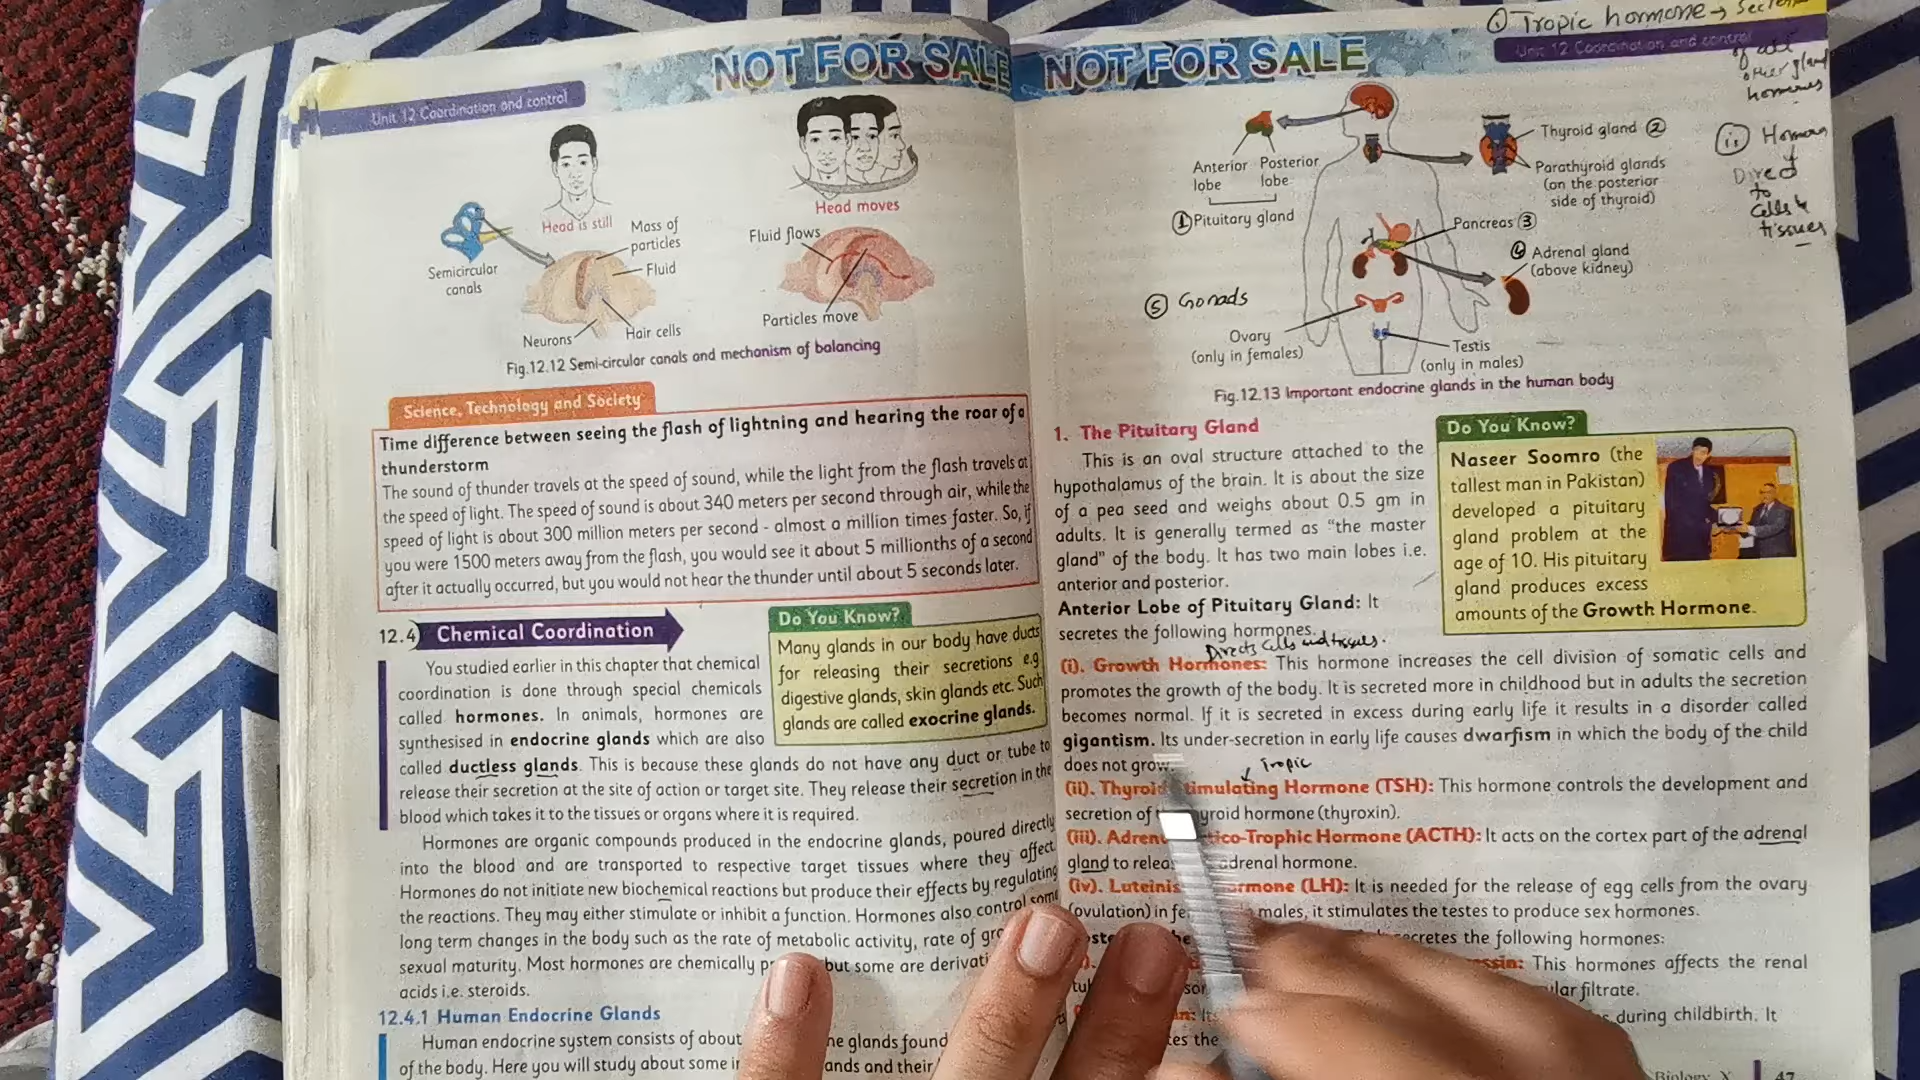 NOT FOR SALE
Unit 12 Coordination and control
Head is still
Head moves
Semicircular
canals
Mass of
particles
Fluid
Hair cells
Neurons
Fluid flows
Particles move
Fig.12.12 Semi-circular canals and mechanism of balancing
Science, Technology and Society
Time difference between seeing the flash of lightning and hearing the roar of a
thunderstorm
The sound of thunder travels at the speed of sound, while the light from the flash travels at
the speed of light. The speed of sound is about 340 meters per second through air, while the
speed of light is about 300 million meters per second - almost a million times faster. So, if
you were 1500 meters away from the flash, you would see it about 5 millionths of a second
after it actually occurred, but you would not hear the thunder until about 5 seconds later.
12.4 Chemical Coordination
You studied earlier in this chapter that chemical
coordination is done through special chemicals
called hormones. In animals, hormones are
synthesised in endocrine glands which are also
called ductless glands. This is because these glands do not have any duct or tube to
release their secretion at the site of action or target site. They release their secretion in the
blood which takes it to the tissues or organs where it is required.
Do You Know?
Many glands in our body have ducts
for releasing their secretions e.g
digestive glands, skin glands etc. Such
glands are called exocrine glands.
Hormones are organic compounds produced in the endocrine glands, poured directly
into the blood and are transported to respective target tissues where they affect.
Hormones do not initiate new biochemical reactions but produce their effects by regulating
the reactions. They may either stimulate or inhibit a function. Hormones also control some
long term changes in the body such as the rate of metabolic activity, rate of gr
sexual maturity. Most hormones are chemically p but some are derivati
acids i.e. steroids.
12.4.1 Human Endocrine Glands
Human endocrine system consists of about he glands found
of the body. Here you will study about some i ands and their
NOT FOR SALE
① Tropic hormone →
Unit 12 Coordination and control
other gland
hormones
Direct
to
cells &
tissues
Anterior
lobe
Posterior
lobe
① Pituitary gland
Thyroid gland ②
Parathyroid glands
(on the posterior
side of thyroid)
Pancreas ③
④ Adrenal gland
(above kidney)
⑤ Gonads
Ovary
(only in females)
Testis
(only in males)
Fig.12.13 Important endocrine glands in the human body
1. The Pituitary Gland
This is an oval structure attached to the
hypothalamus of the brain. It is about the size
of a pea seed and weighs about 0.5 gm in
adults. It is generally termed as “the master
gland” of the body. It has two main lobes i.e.
anterior and posterior.
Do You Know?
Naseer Soomro (the
tallest man in Pakistan)
developed a pituitary
gland problem at the
age of 10. His pituitary
gland produces excess
amounts of the Growth Hormone.
Anterior Lobe of Pituitary Gland: It
secretes the following hormones.
Directs cells and tissues.
(i). Growth Hormones: This hormone increases the cell division of somatic cells and
promotes the growth of the body. It is secreted more in childhood but in adults the secretion
becomes normal. If it is secreted in excess during early life it results in a disorder called
gigantism. Its under-secretion in early life causes dwarfism in which the body of the child
does not grow.
Tropic
(ii). Thyroid timulating Hormone (TSH): This hormone controls the development and
secretion of yroid hormone (thyroxin).
(iii). Adren tico-Trophic Hormone (ACTH): It acts on the cortex part of the adrenal
gland to relea drenal hormone.
(iv). Luteinis ormone (LH): It is needed for the release of egg cells from the ovary
(ovulation) in fe males, it stimulates the testes to produce sex hormones.
ecretes the following hormones:
ssin: This hormones affects the renal
lar filtrate.
during childbirth. It
tes the
Biology X 47